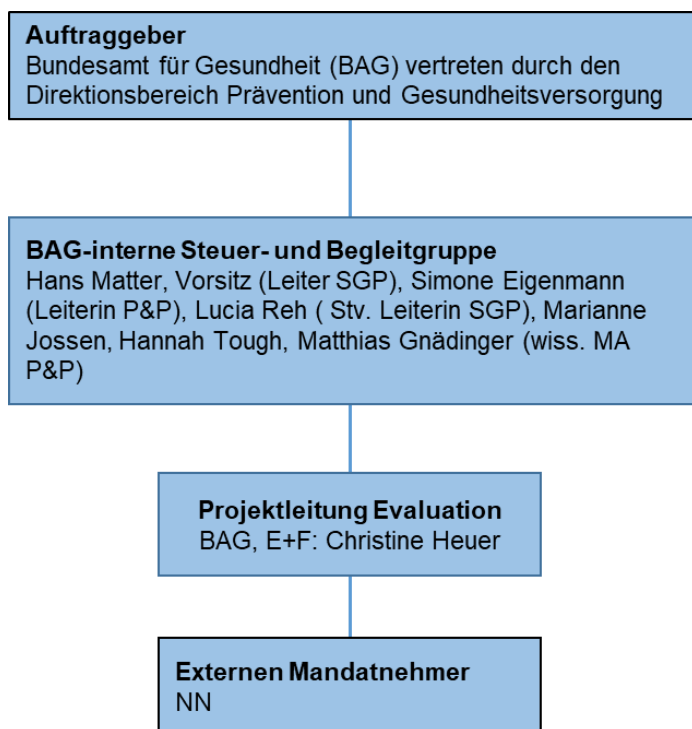 Auftraggeber
Bundesamt für Gesundheit (BAG) vertreten durch den
Direktionsbereich Prävention und Gesundheitsversorgung
BAG-interne Steuer- und Begleitgruppe
Hans Matter, Vorsitz (Leiter SGP), Simone Eigenmann
(Leiterin P&P), Lucia Reh ( Stv. Leiterin SGP), Marianne
Jossen, Hannah Tough, Matthias Gnädinger (wiss. MA
P&P)
Projektleitung Evaluation
BAG, E+F: Christine Heuer
Externen Mandatnehmer
NN